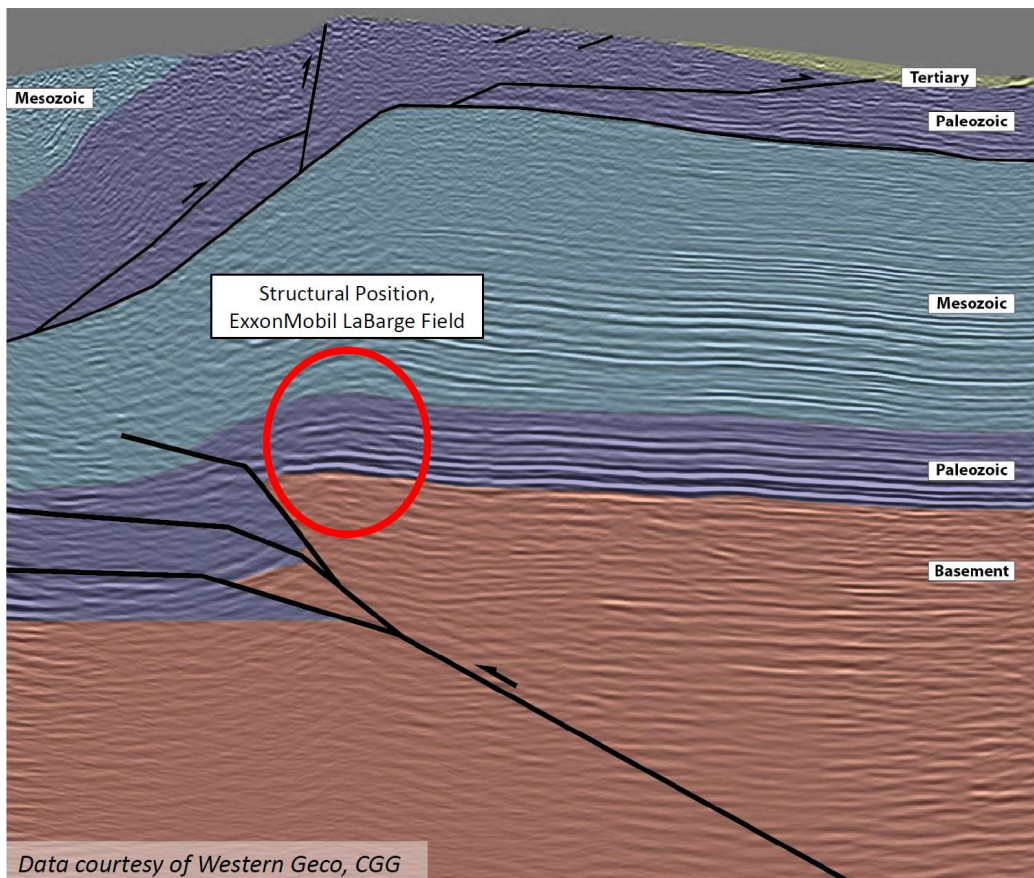 Mesozoic
Tertiary
Paleozoic
Structural Position,
ExxonMobil LaBarge Field
Mesozoic
Paleozoic
Basement
Data courtesy of Western Geco, CGG